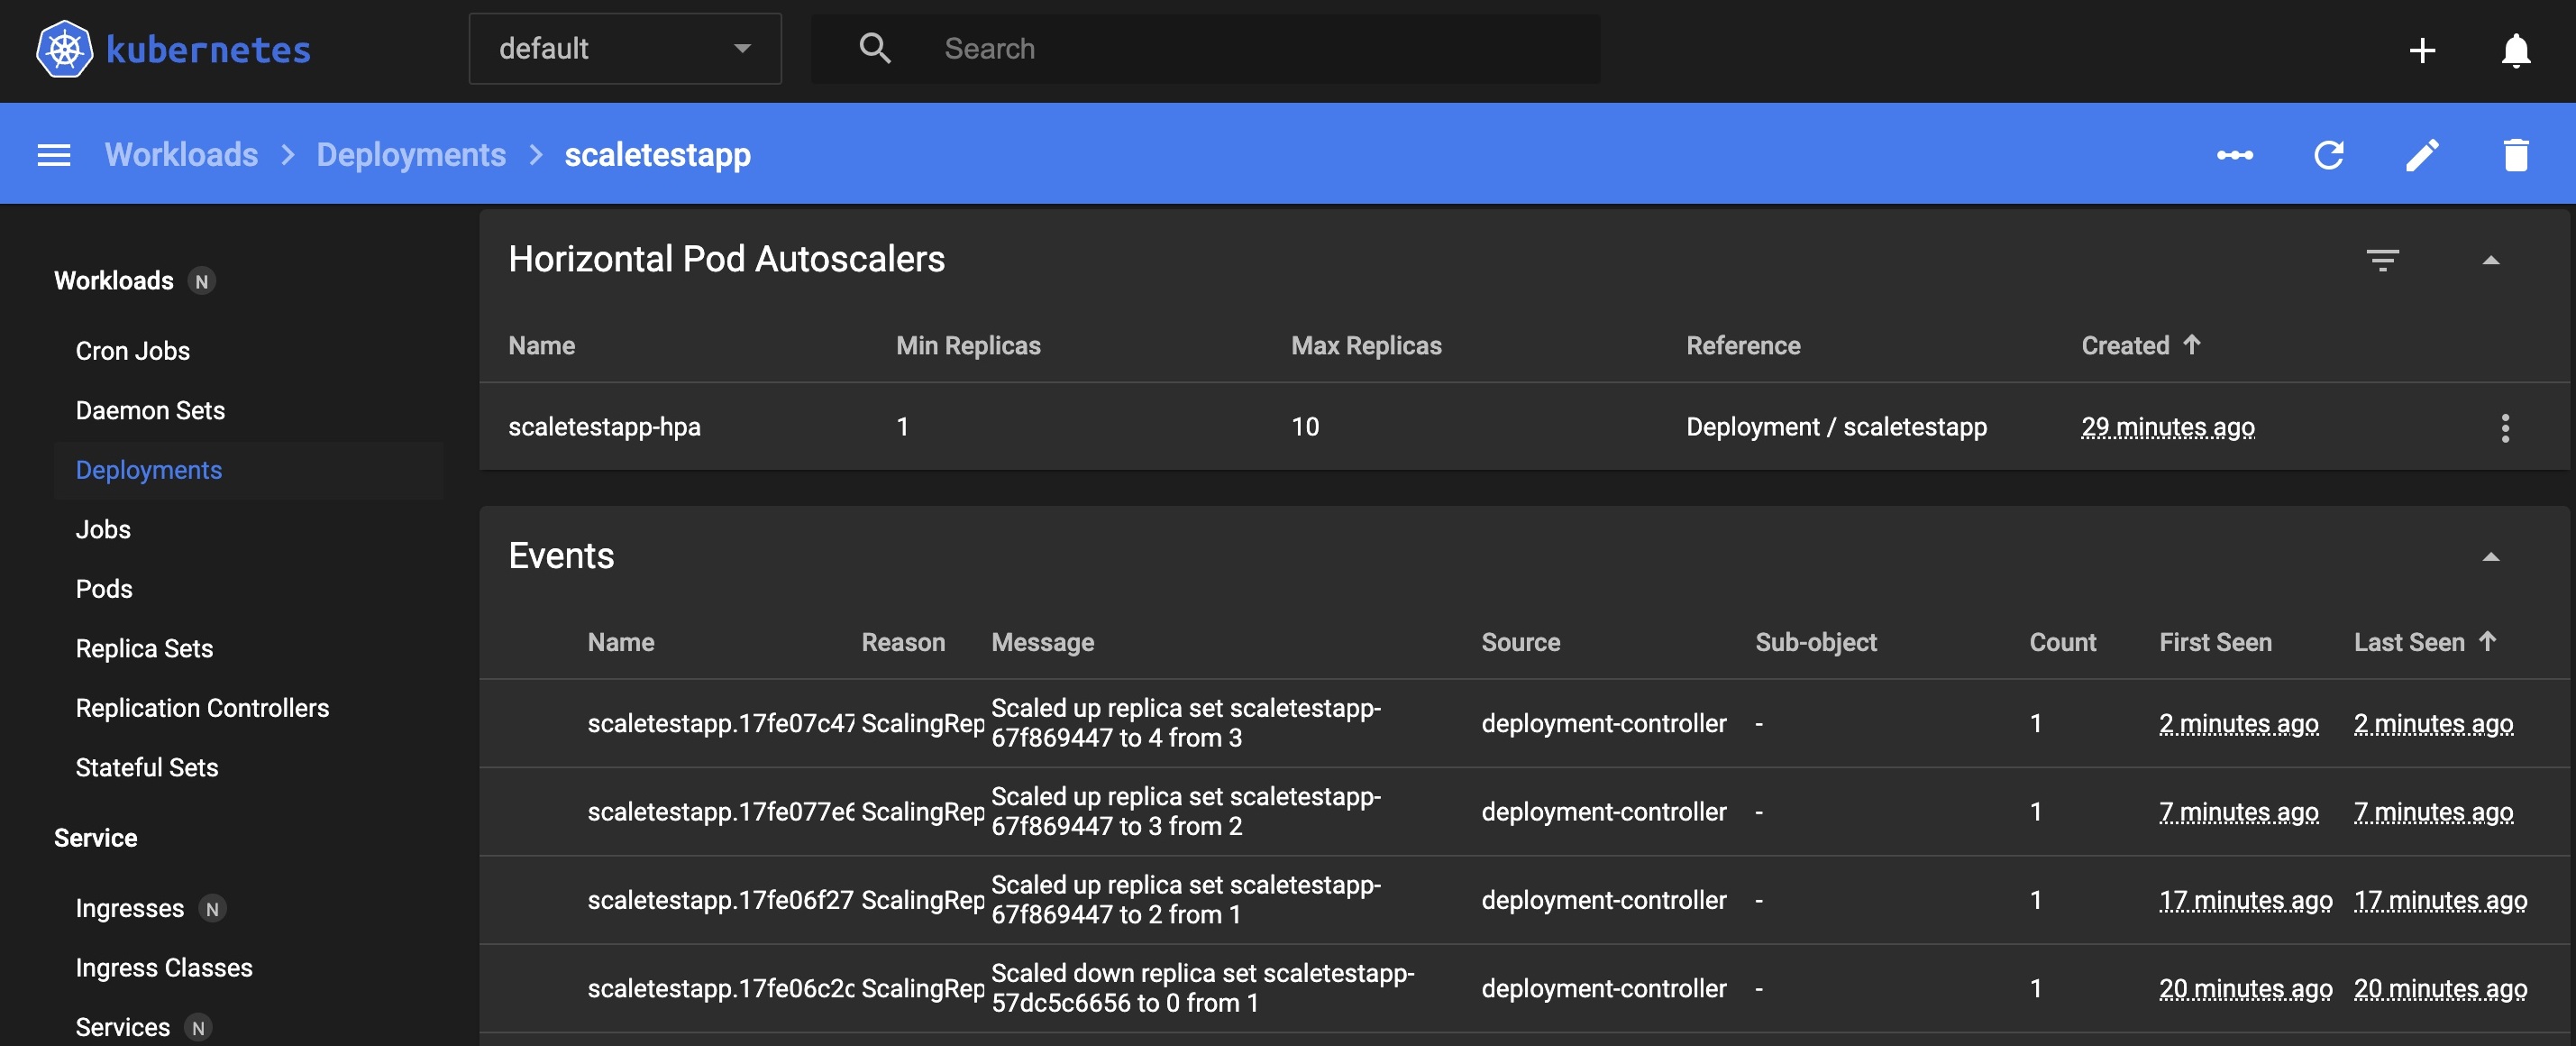 kubernetes
default
Search
Workloads
Deployments
scaletestapp
Workloads N
Cron Jobs
Daemon Sets
Deployments
Jobs
Pods
Replica Sets
Replication Controllers
Stateful Sets
Service
Ingresses N
Ingress Classes
Services N
Horizontal Pod Autoscalers
Name Min Replicas Max Replicas Reference Created
scaletestapp-hpa 1 10 Deployment / scaletestapp 29 minutes ago
Events
Name Reason Message Source Sub-object Count First Seen Last Seen
scaletestapp.17fe07c47 ScalingRep Scaled up replica set scaletestapp-
67f869447 to 4 from 3 deployment-controller - 1 2 minutes ago 2 minutes ago
scaletestapp.17fe077e6 ScalingRep Scaled up replica set scaletestapp-
67f869447 to 3 from 2 deployment-controller - 1 7 minutes ago 7 minutes ago
scaletestapp.17fe06f27 ScalingRep Scaled up replica set scaletestapp-
67f869447 to 2 from 1 deployment-controller - 1 17 minutes ago 17 minutes ago
scaletestapp.17fe06c2c ScalingRep Scaled down replica set scaletestapp-
57dc5c6656 to 0 from 1 deployment-controller - 1 20 minutes ago 20 minutes ago